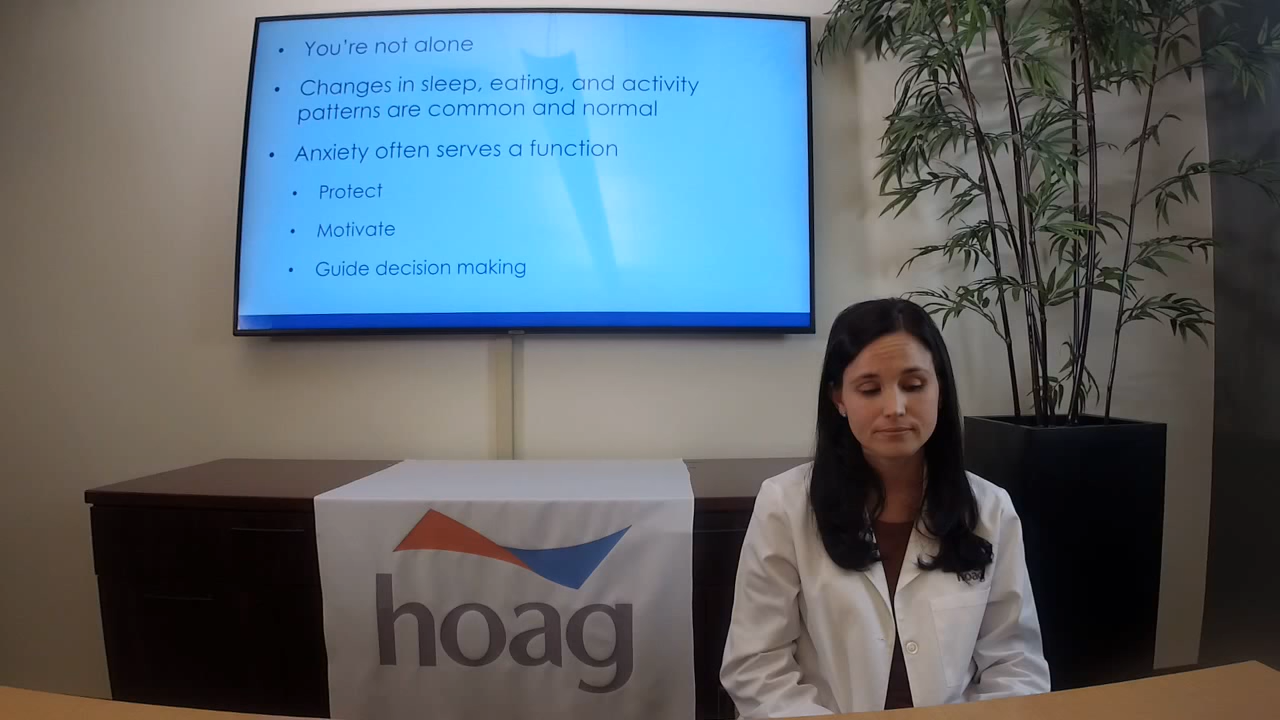 • You're not alone
• Changes in sleep, eating, and activity
patterns are common and normal
• Anxiety often serves a function
• Protect
• Motivate
• Guide decision making
hoag
hoag